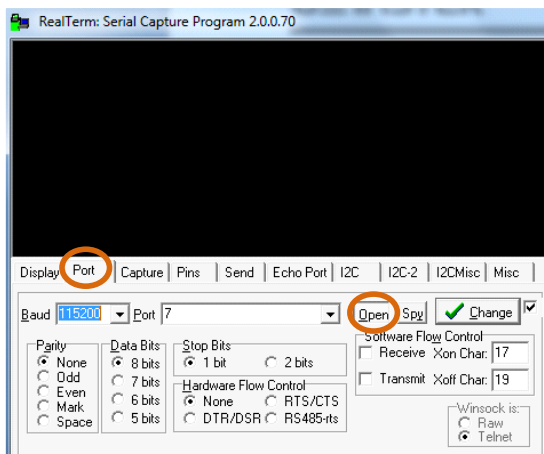 RealTerm: Serial Capture Program 2.0.0.70
Display Port Capture Pins Send Echo Port I2C I2C-2 I2CMisc Misc
Baud 115200 Port 7 Open Spy Change
Parity
None
Odd
Even
Mark
Space
Data Bits
8 bits
7 bits
6 bits
5 bits
Stop Bits
1 bit 2 bits
Hardware Flow Control
None RTS/CTS
DTR/DSR RS485-rts
Software Flow Control
Receive Xon Char: 17
Transmit Xoff Char: 19
Winsock is:
Raw
Telnet